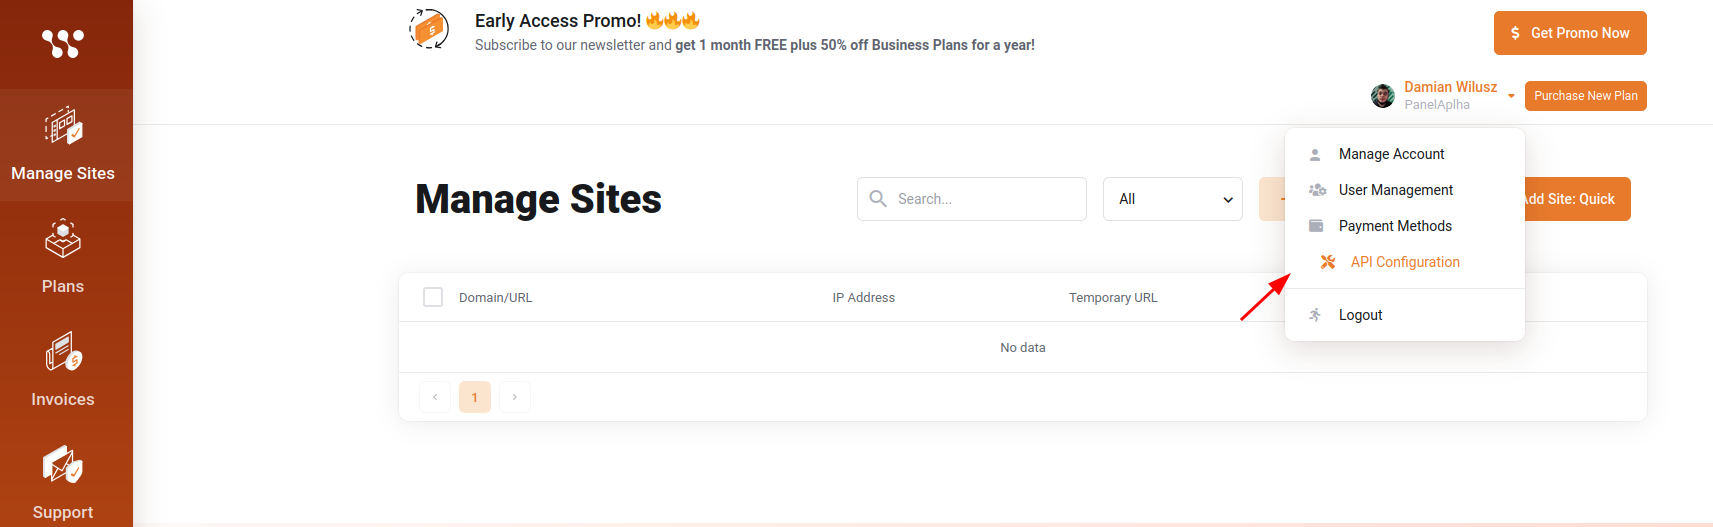 Early Access Promo! 🔥🔥🔥
Subscribe to our newsletter and get 1 month FREE plus 50% off Business Plans for a year!
$ Get Promo Now
Damian Wilusz
PanelAplha
Purchase New Plan
Manage Sites
Plans
Invoices
Support
Manage Sites
Search...
All
Add Site: Quick
Manage Account
User Management
Payment Methods
API Configuration
Logout
Domain/URL
IP Address
Temporary URL
No data
‹ 1 ›